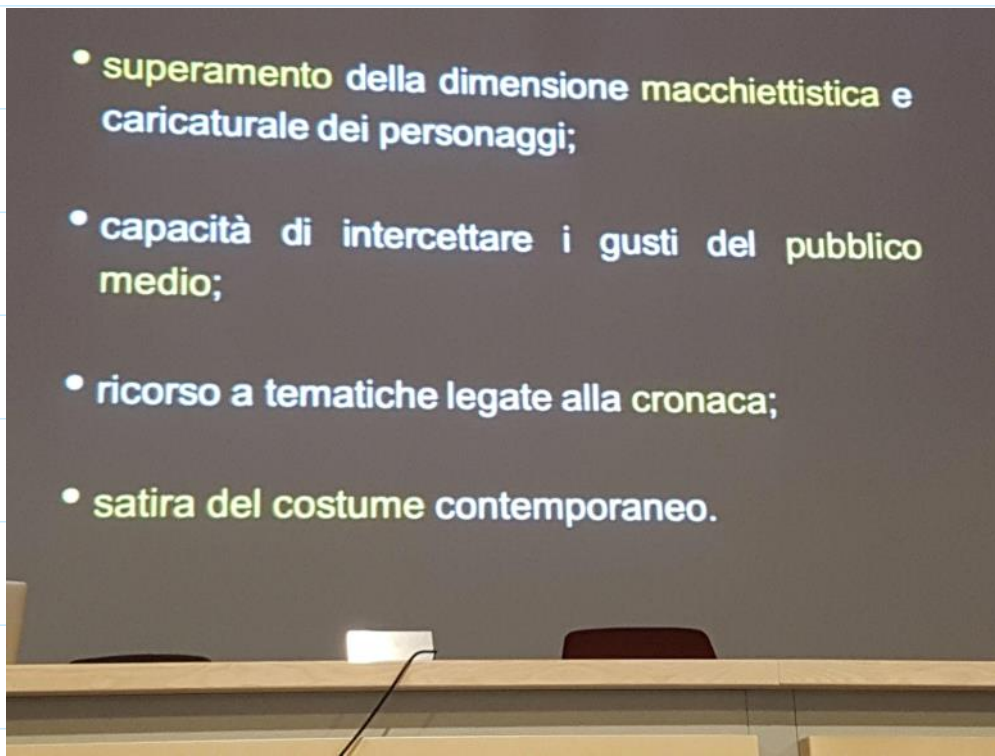 • superamento della dimensione macchiettistica e
caricaturale dei personaggi;
• capacità di intercettare i gusti del pubblico
medio;
• ricorso a tematiche legate alla cronaca;
• satira del costume contemporaneo.